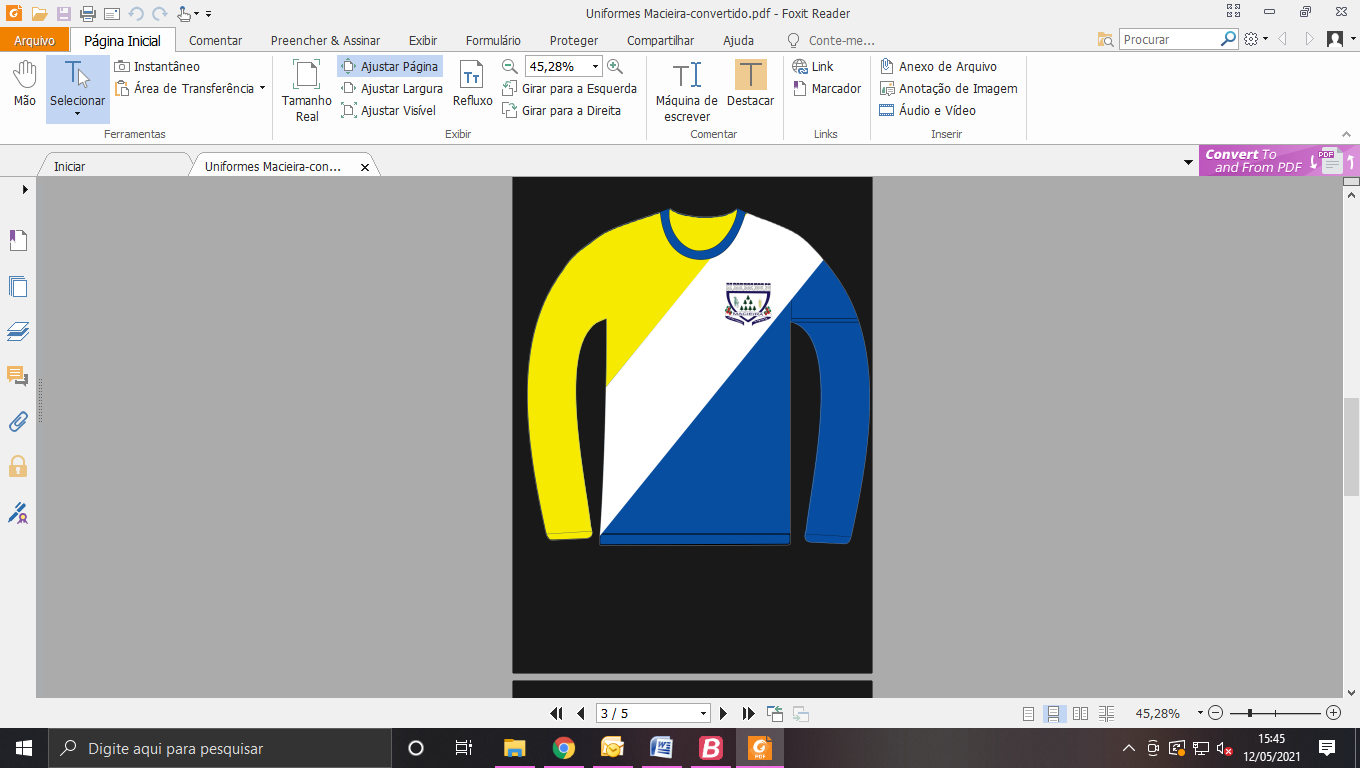 Uniformes Macieira-convertido.pdf - Foxit Reader
Arquivo Página Inicial Comentar Preencher & Assinar Exibir Formulário Proteger Compartilhar Ajuda Conte-me... Procurar
Mão
Selecionar
Instantâneo
Área de Transferência
Ferramentas
Tamanho
Real
Ajustar Página
Ajustar Largura
Ajustar Visível
Refluxo
45,28%
Girar para a Esquerda
Girar para a Direita
Exibir
Máquina de
escrever
Destacar
Comentar
Link
Marcador
Links
Anexo de Arquivo
Anotação de Imagem
Áudio e Vídeo
Inserir
Iniciar
Uniformes Macieira-con...
Convert To
and From PDF
PDF
MACIEIRA
3 / 5
45,28%
Digite aqui para pesquisar
15:45
12/05/2021